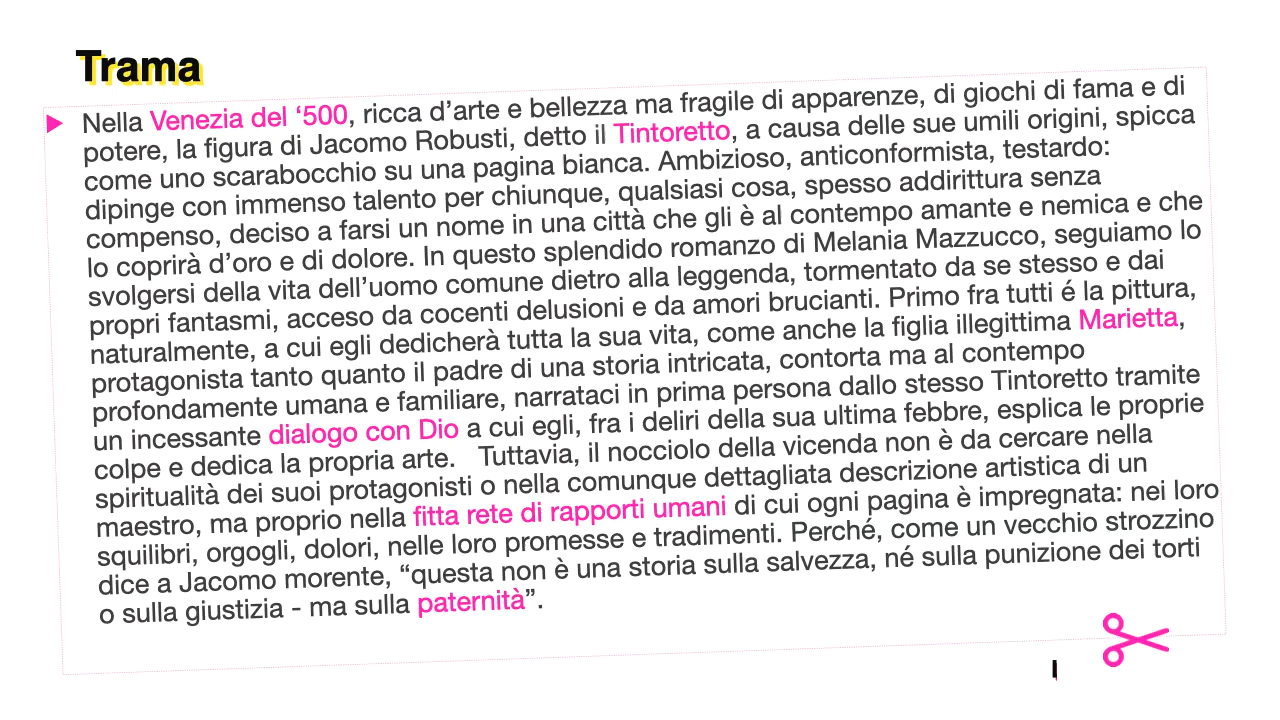 Trama
Nella Venezia del ‘500, ricca d’arte e bellezza ma fragile di apparenze, di giochi di fama e di
potere, la figura di Jacomo Robusti, detto il Tintoretto, a causa delle sue umili origini, spicca
come uno scarabocchio su una pagina bianca. Ambizioso, anticonformista, testardo:
dipinge con immenso talento per chiunque, qualsiasi cosa, spesso addirittura senza
compenso, deciso a farsi un nome in una città che gli è al contempo amante e nemica e che
lo coprirà d’oro e di dolore. In questo splendido romanzo di Melania Mazzucco, seguiamo lo
svolgersi della vita dell’uomo comune dietro alla leggenda, tormentato da se stesso e dai
propri fantasmi, acceso da cocenti delusioni e da amori brucianti. Primo fra tutti é la pittura,
naturalmente, a cui egli dedicherà tutta la sua vita, come anche la figlia illegittima Marietta,
protagonista tanto quanto il padre di una storia intricata, contorta ma al contempo
profondamente umana e familiare, narrataci in prima persona dallo stesso Tintoretto tramite
un incessante dialogo con Dio a cui egli, fra i deliri della sua ultima febbre, esplica le proprie
colpe e dedica la propria arte.   Tuttavia, il nocciolo della vicenda non è da cercare nella
spiritualità dei suoi protagonisti o nella comunque dettagliata descrizione artistica di un
maestro, ma proprio nella fitta rete di rapporti umani di cui ogni pagina è impregnata: nei loro
squilibri, orgogli, dolori, nelle loro promesse e tradimenti. Perché, come un vecchio strozzino
dice a Jacomo morente, “questa non è una storia sulla salvezza, né sulla punizione dei torti
o sulla giustizia - ma sulla paternità”.